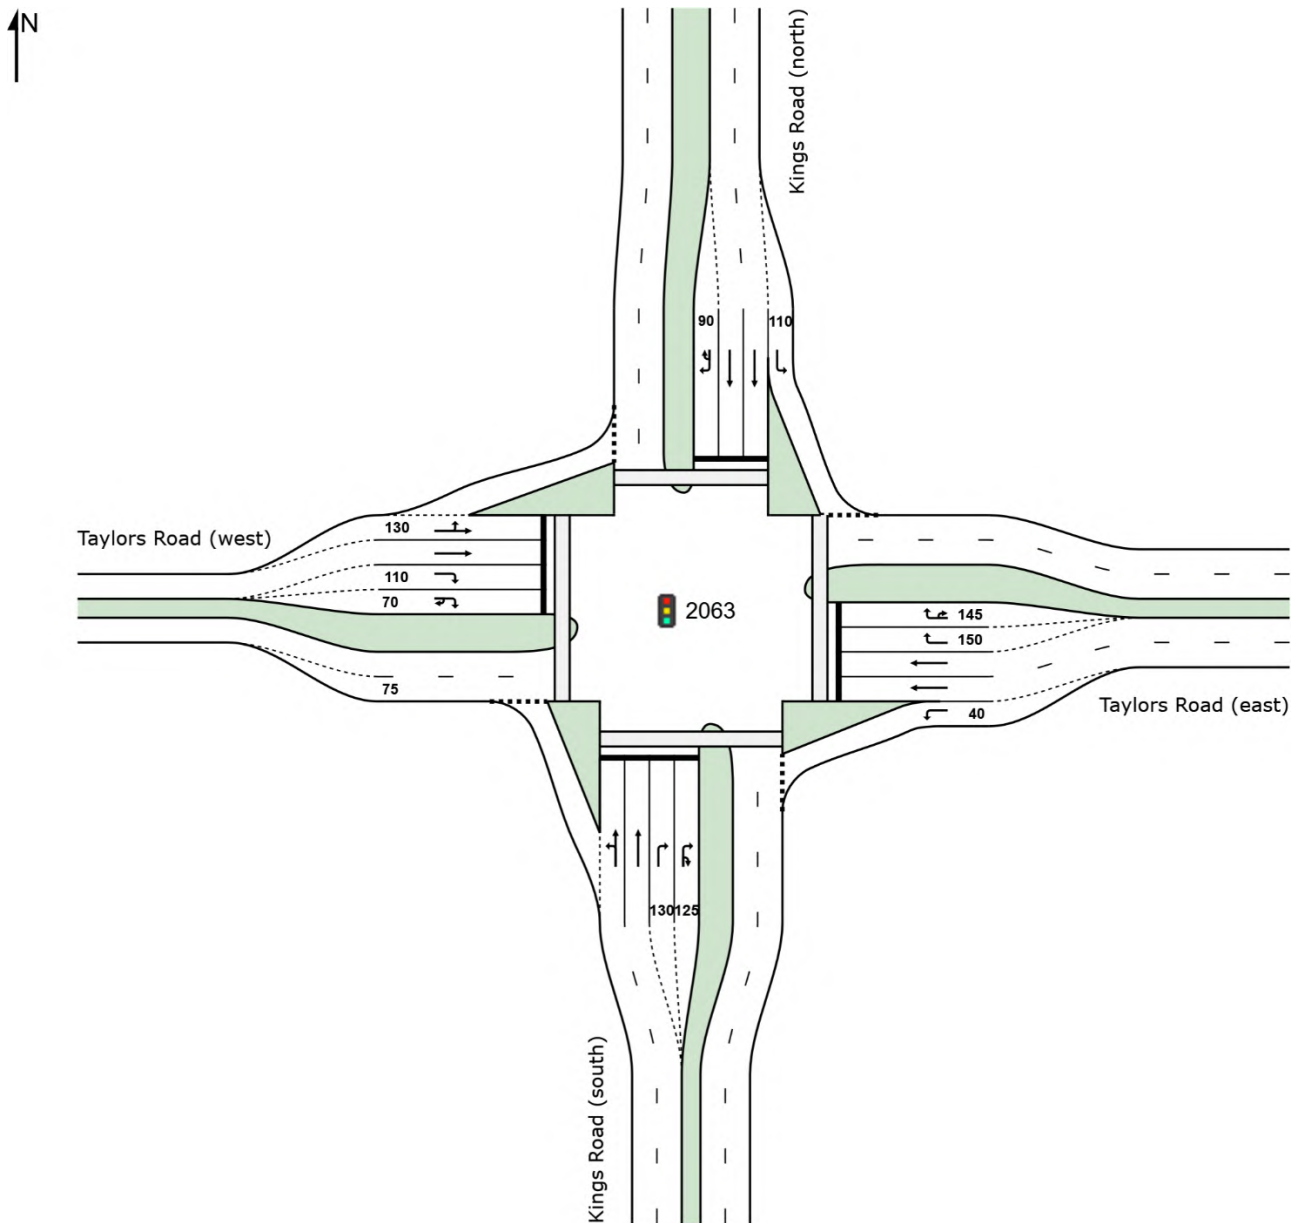 N
Kings Road (north)
90
110
Taylors Road (west)
130
110
70
75
2063
145
150
40
Taylors Road (east)
130
125
Kings Road (south)